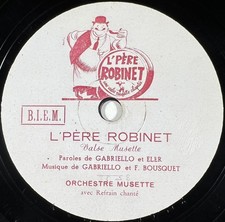 L'PÈRE
ROBINET
B.I.E.M.
L'PÈRE ROBINET
Valse Musette
Paroles de GABRIELLO et ELER
Musique de GABRIELLO et F. BOUSQUET
ORCHESTRE MUSETTE
avec Refrain chanté